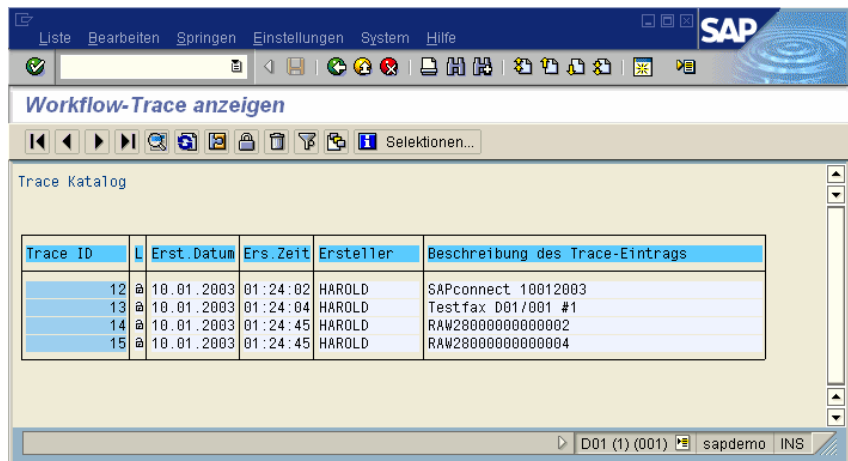 Liste Bearbeiten Springen Einstellungen System Hilfe
SAP
Workflow-Trace anzeigen
Selektionen...
Trace Katalog
Trace ID L Erst.Datum Ers.Zeit Ersteller Beschreibung des Trace-Eintrags
12 10.01.2003 01:24:02 HAROLD SAPconnect 10012003
13 10.01.2003 01:24:04 HAROLD Testfax D01/001 #1
14 10.01.2003 01:24:45 HAROLD RAW28000000000002
15 10.01.2003 01:24:45 HAROLD RAW28000000000004
D01 (1) (001) sapdemo INS